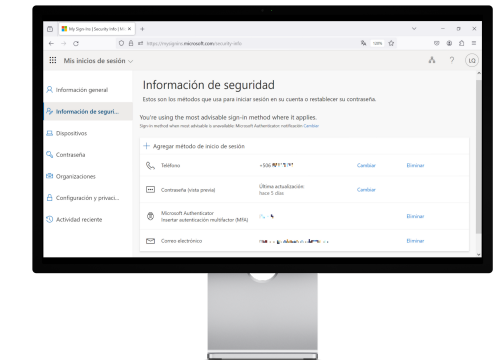 My Sign-Ins | Security Info | M
https://mysignins.microsoft.com/security-info
120%
Mis inicios de sesión
?
LQ
Información general
Información de seguri...
Dispositivos
Contraseña
Organizaciones
Configuración y privaci...
Actividad reciente
Información de seguridad
Estos son los métodos que usa para iniciar sesión en su cuenta o restablecer su contraseña.
You're using the most advisable sign-in method where it applies.
Sign-in method when most advisable is unavailable: Microsoft Authenticator: notificación Cambiar
Agregar método de inicio de sesión
Teléfono +506 Cambiar Eliminar
Contraseña (vista previa) Última actualización: hace 5 días Cambiar
Microsoft Authenticator
Insertar autenticación multifactor (MFA) Eliminar
Correo electrónico Eliminar